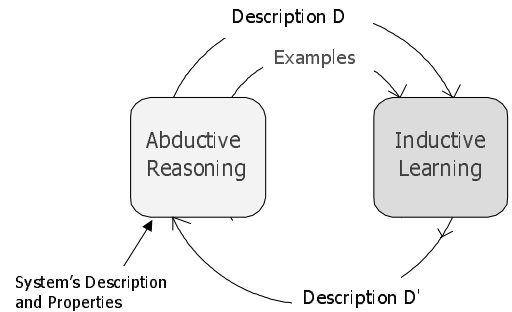 Description D
Examples
Abductive
Reasoning
Inductive
Learning
System's Description
and Properties
Description D'